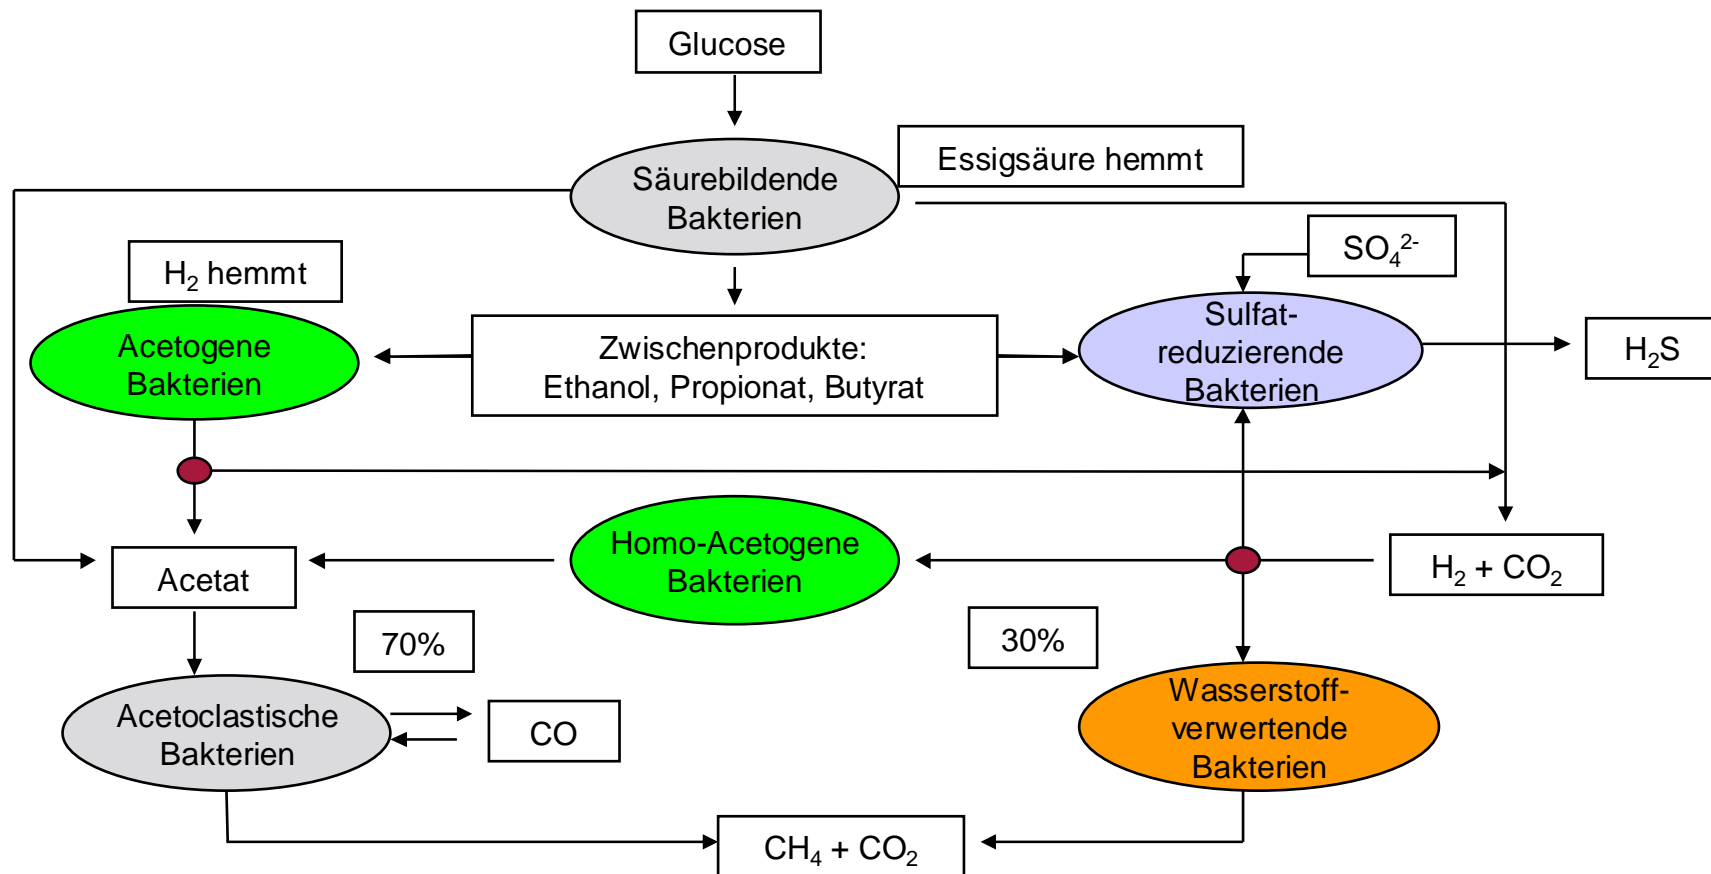 Glucose
Säurebildende
Bakterien
Essigsäure hemmt
SO₄²⁻
H₂ hemmt
Acetogene
Bakterien
Zwischenprodukte:
Ethanol, Propionat, Butyrat
Sulfat-
reduzierende
Bakterien
H₂S
Homo-Acetogene
Bakterien
Acetat
H₂ + CO₂
70%
30%
Acetoclastische
Bakterien
CO
Wasserstoff-
verwertende
Bakterien
CH₄ + CO₂